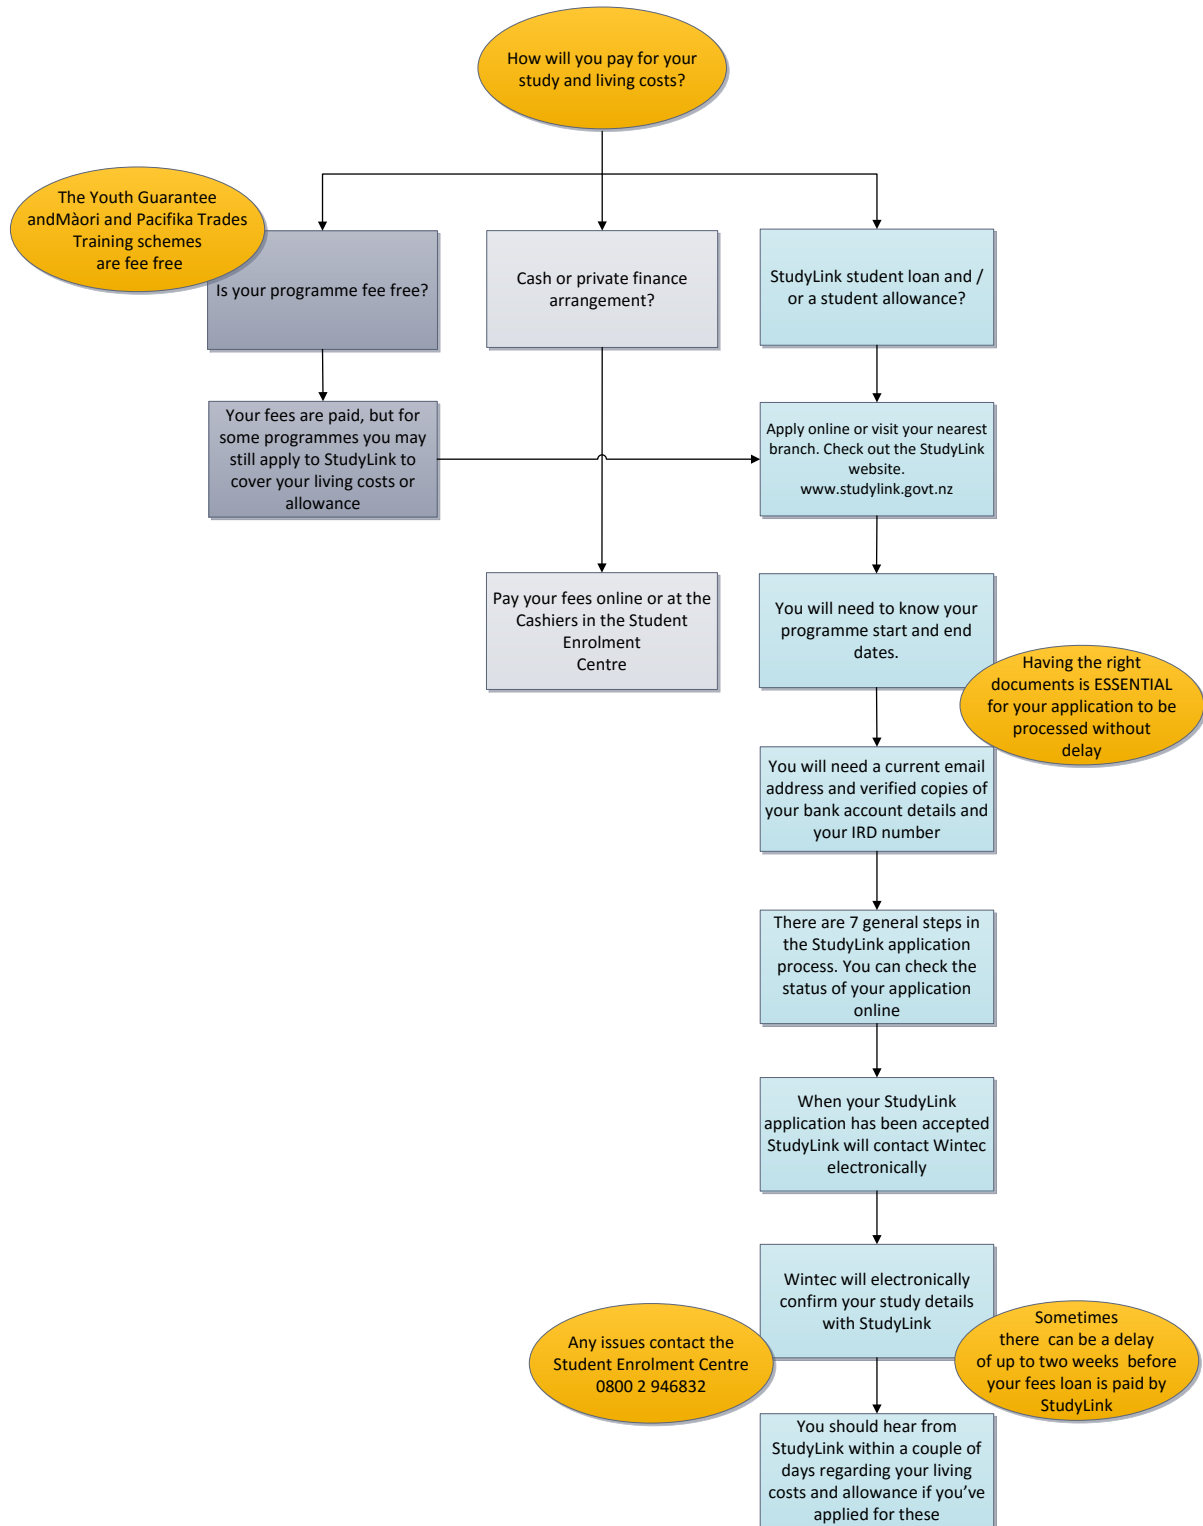 How will you pay for your
study and living costs?
The Youth Guarantee
andMàori and Pacifika Trades
Training schemes
are fee free
Is your programme fee free?
Cash or private finance
arrangement?
StudyLink student loan and /
or a student allowance?
Your fees are paid, but for
some programmes you may
still apply to StudyLink to
cover your living costs or
allowance
Apply online or visit your nearest
branch. Check out the StudyLink
website.
www.studylink.govt.nz
Pay your fees online or at the
Cashiers in the Student
Enrolment
Centre
You will need to know your
programme start and end
dates.
Having the right
documents is ESSENTIAL
for your application to be
processed without
delay
You will need a current email
address and verified copies of
your bank account details and
your IRD number
There are 7 general steps in
the StudyLink application
process. You can check the
status of your application
online
When your StudyLink
application has been accepted
StudyLink will contact Wintec
electronically
Wintec will electronically
confirm your study details
with StudyLink
Any issues contact the
Student Enrolment Centre
0800 2 946832
Sometimes
there  can be a delay
of up to two weeks  before
your fees loan is paid by
StudyLink
You should hear from
StudyLink within a couple of
days regarding your living
costs and allowance if you’ve
applied for these